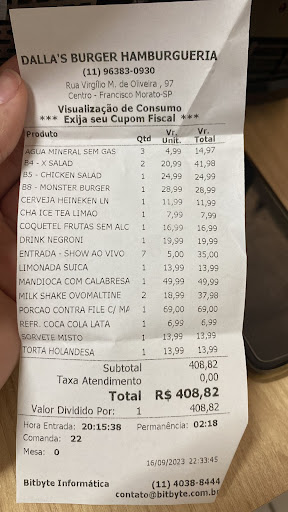 DALLA'S BURGER HAMBURGUERIA
(11) 96383-0930
Rua Virgílio M. de Oliveira , 97
Centro - Francisco Morato-SP
Visualização de Consumo
*** Exija seu Cupom Fiscal ***
Produto Qtd Vr. Unit. Vr. Total
AGUA MINERAL SEM GAS 3 4,99 14,97
B4 - X SALAD 2 20,99 41,98
B5 - CHICKEN SALAD 1 24,99 24,99
B8 - MONSTER BURGER 1 28,99 28,99
CERVEJA HEINEKEN LN 1 11,99 11,99
CHA ICE TEA LIMAO 1 7,99 7,99
COQUETEL FRUTAS SEM ALC 1 16,99 16,99
DRINK NEGRONI 1 19,99 19,99
ENTRADA - SHOW AO VIVO 7 5,00 35,00
LIMONADA SUICA 1 13,99 13,99
MANDIOCA COM CALABRESA 1 49,99 49,99
MILK SHAKE OVOMALTINE 2 18,99 37,98
PORCAO CONTRA FILE C/ MA 1 69,00 69,00
REFR. COCA COLA LATA 1 6,99 6,99
SORVETE MISTO 1 13,99 13,99
TORTA HOLANDESA 1 13,99 13,99
Subtotal 408,82
Taxa Atendimento 0,00
Total R$ 408,82
Valor Dividido Por: 1 408,82
Hora Entrada: 20:15:38 Permanência: 02:18
Comanda: 22
Mesa: 0
16/09/2023 22:33:45
Bitbyte Informática (11) 4038-8444
contato@bitbyte.com.br